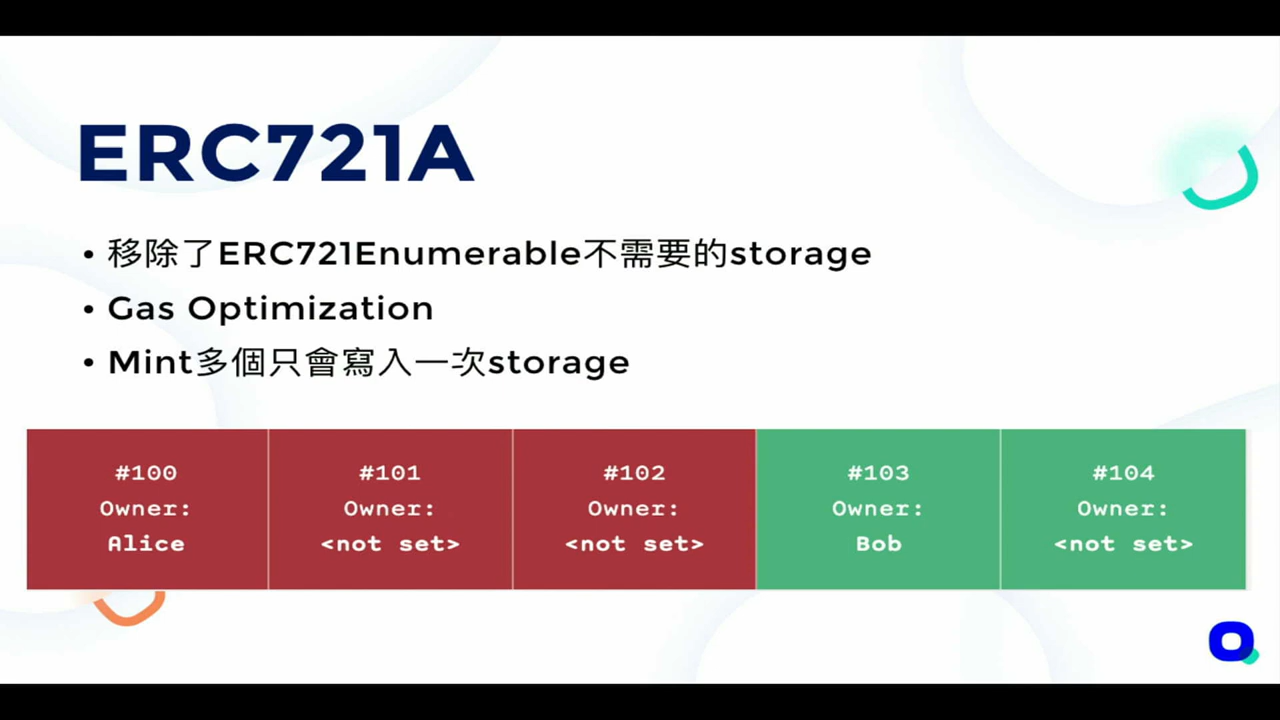 ERC721A
• 移除了ERC721Enumerable不需要的storage
• Gas Optimization
• Mint多個只會寫入一次storage
#100 #101 #102 #103 #104
Owner: Owner: Owner: Owner: Owner:
Alice <not set> <not set> Bob <not set>